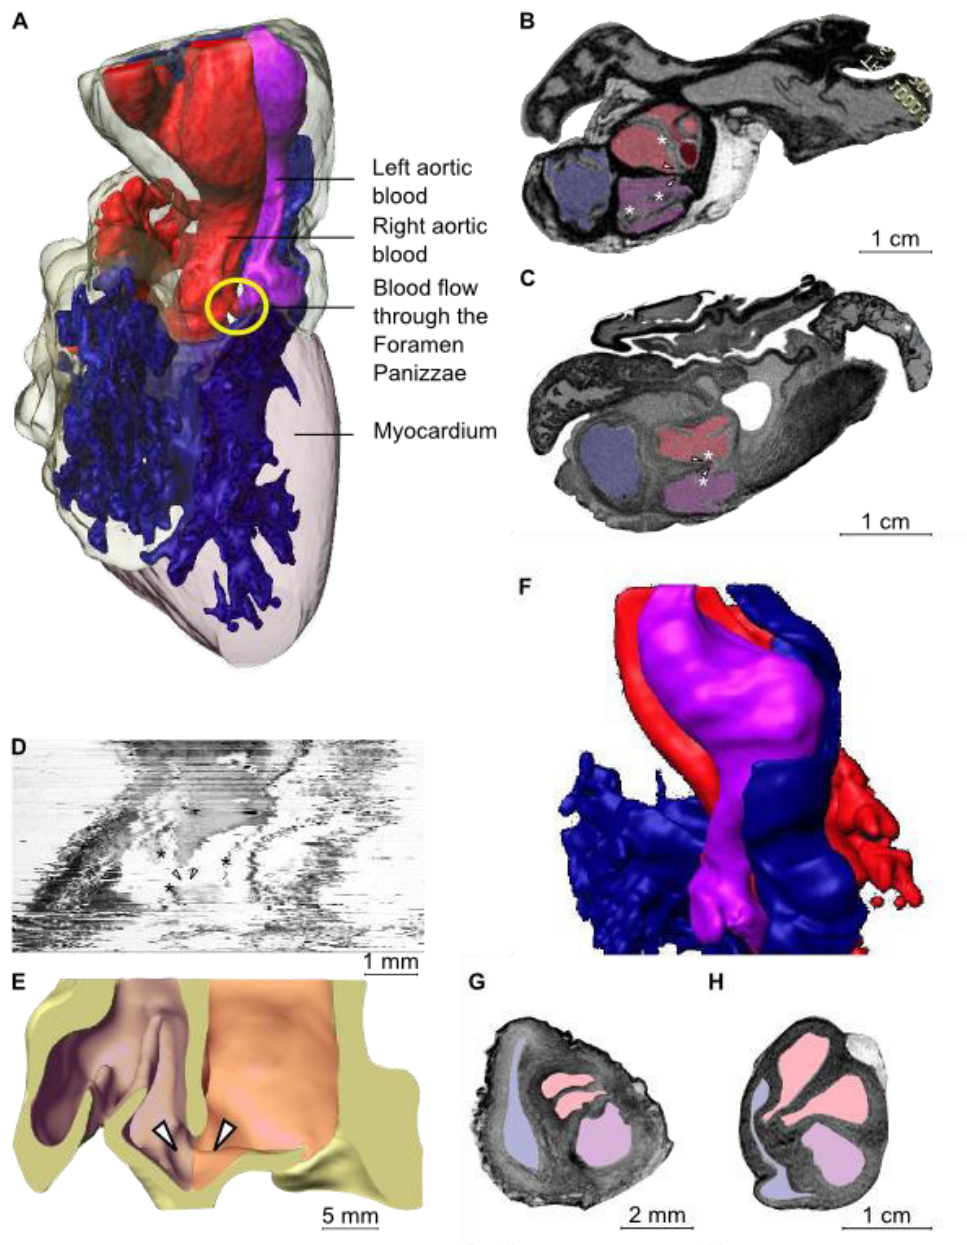 A
B
Left aortic
blood
Right aortic
blood
Blood flow
through the
Foramen
Panizzae
Myocardium
1 cm
C
1 cm
F
D
1 mm
E
G
H
5 mm
2 mm
1 cm